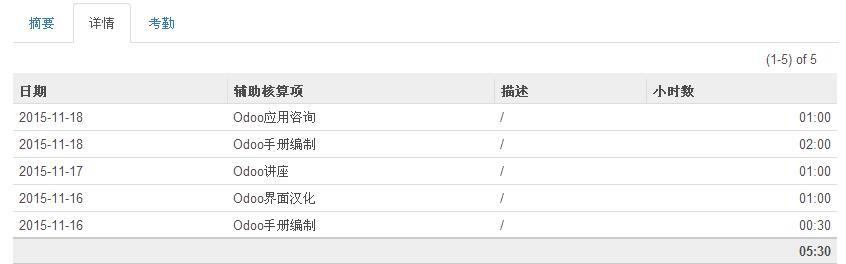 摘要 详情 考勤
(1-5) of 5
日期 辅助核算项 描述 小时数
2015-11-18 Odoo应用咨询 / 01:00
2015-11-18 Odoo手册编制 / 02:00
2015-11-17 Odoo讲座 / 01:00
2015-11-16 Odoo界面汉化 / 01:00
2015-11-16 Odoo手册编制 / 00:30
05:30